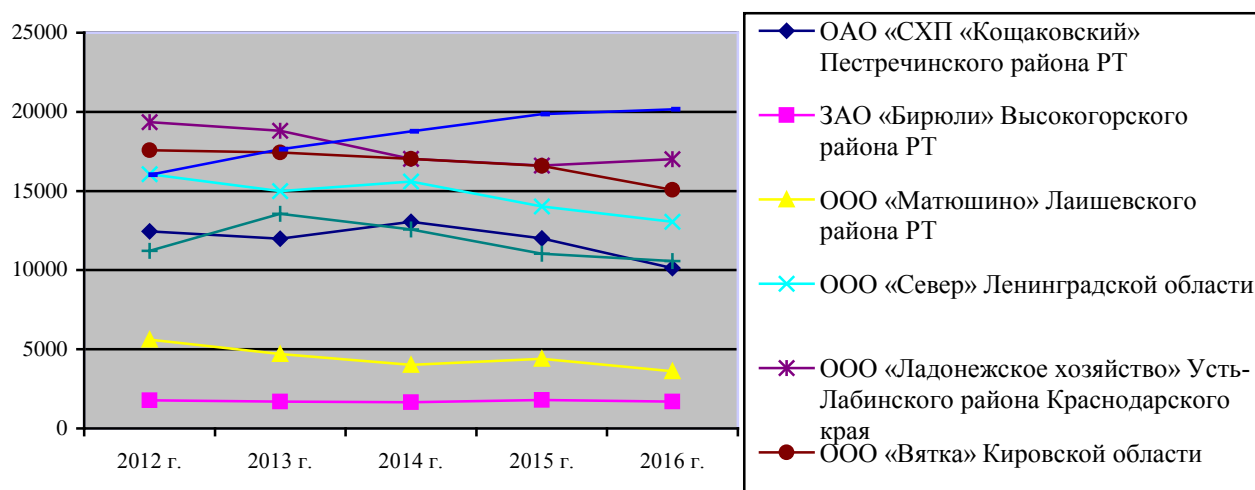 25000
20000
15000
10000
5000
0
2012 г.
2013 г.
2014 г.
2015 г.
2016 г.
ОАО «СХП «Кощаковский»
Пестречинского района РТ
ЗАО «Бирюли» Высокогорского
района РТ
ООО «Матюшино» Лаишевского
района РТ
ООО «Север» Ленинградской области
ООО «Ладонежское хозяйство» Усть-
Лабинского района Краснодарского
края
ООО «Вятка» Кировской области